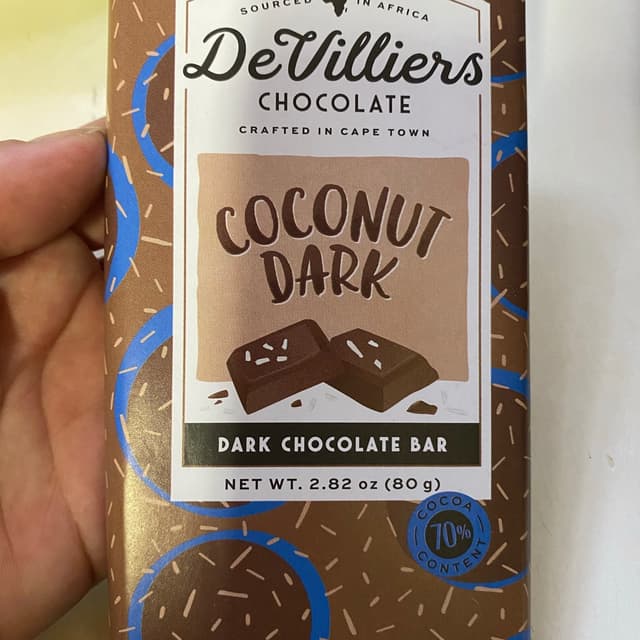 SOURCED IN AFRICA
DeVilliers
CHOCOLATE
CRAFTED IN CAPE TOWN
COCONUT
DARK
DARK CHOCOLATE BAR
NET WT. 2.82 oz (80 g)
COCOA
70%
CONTENT